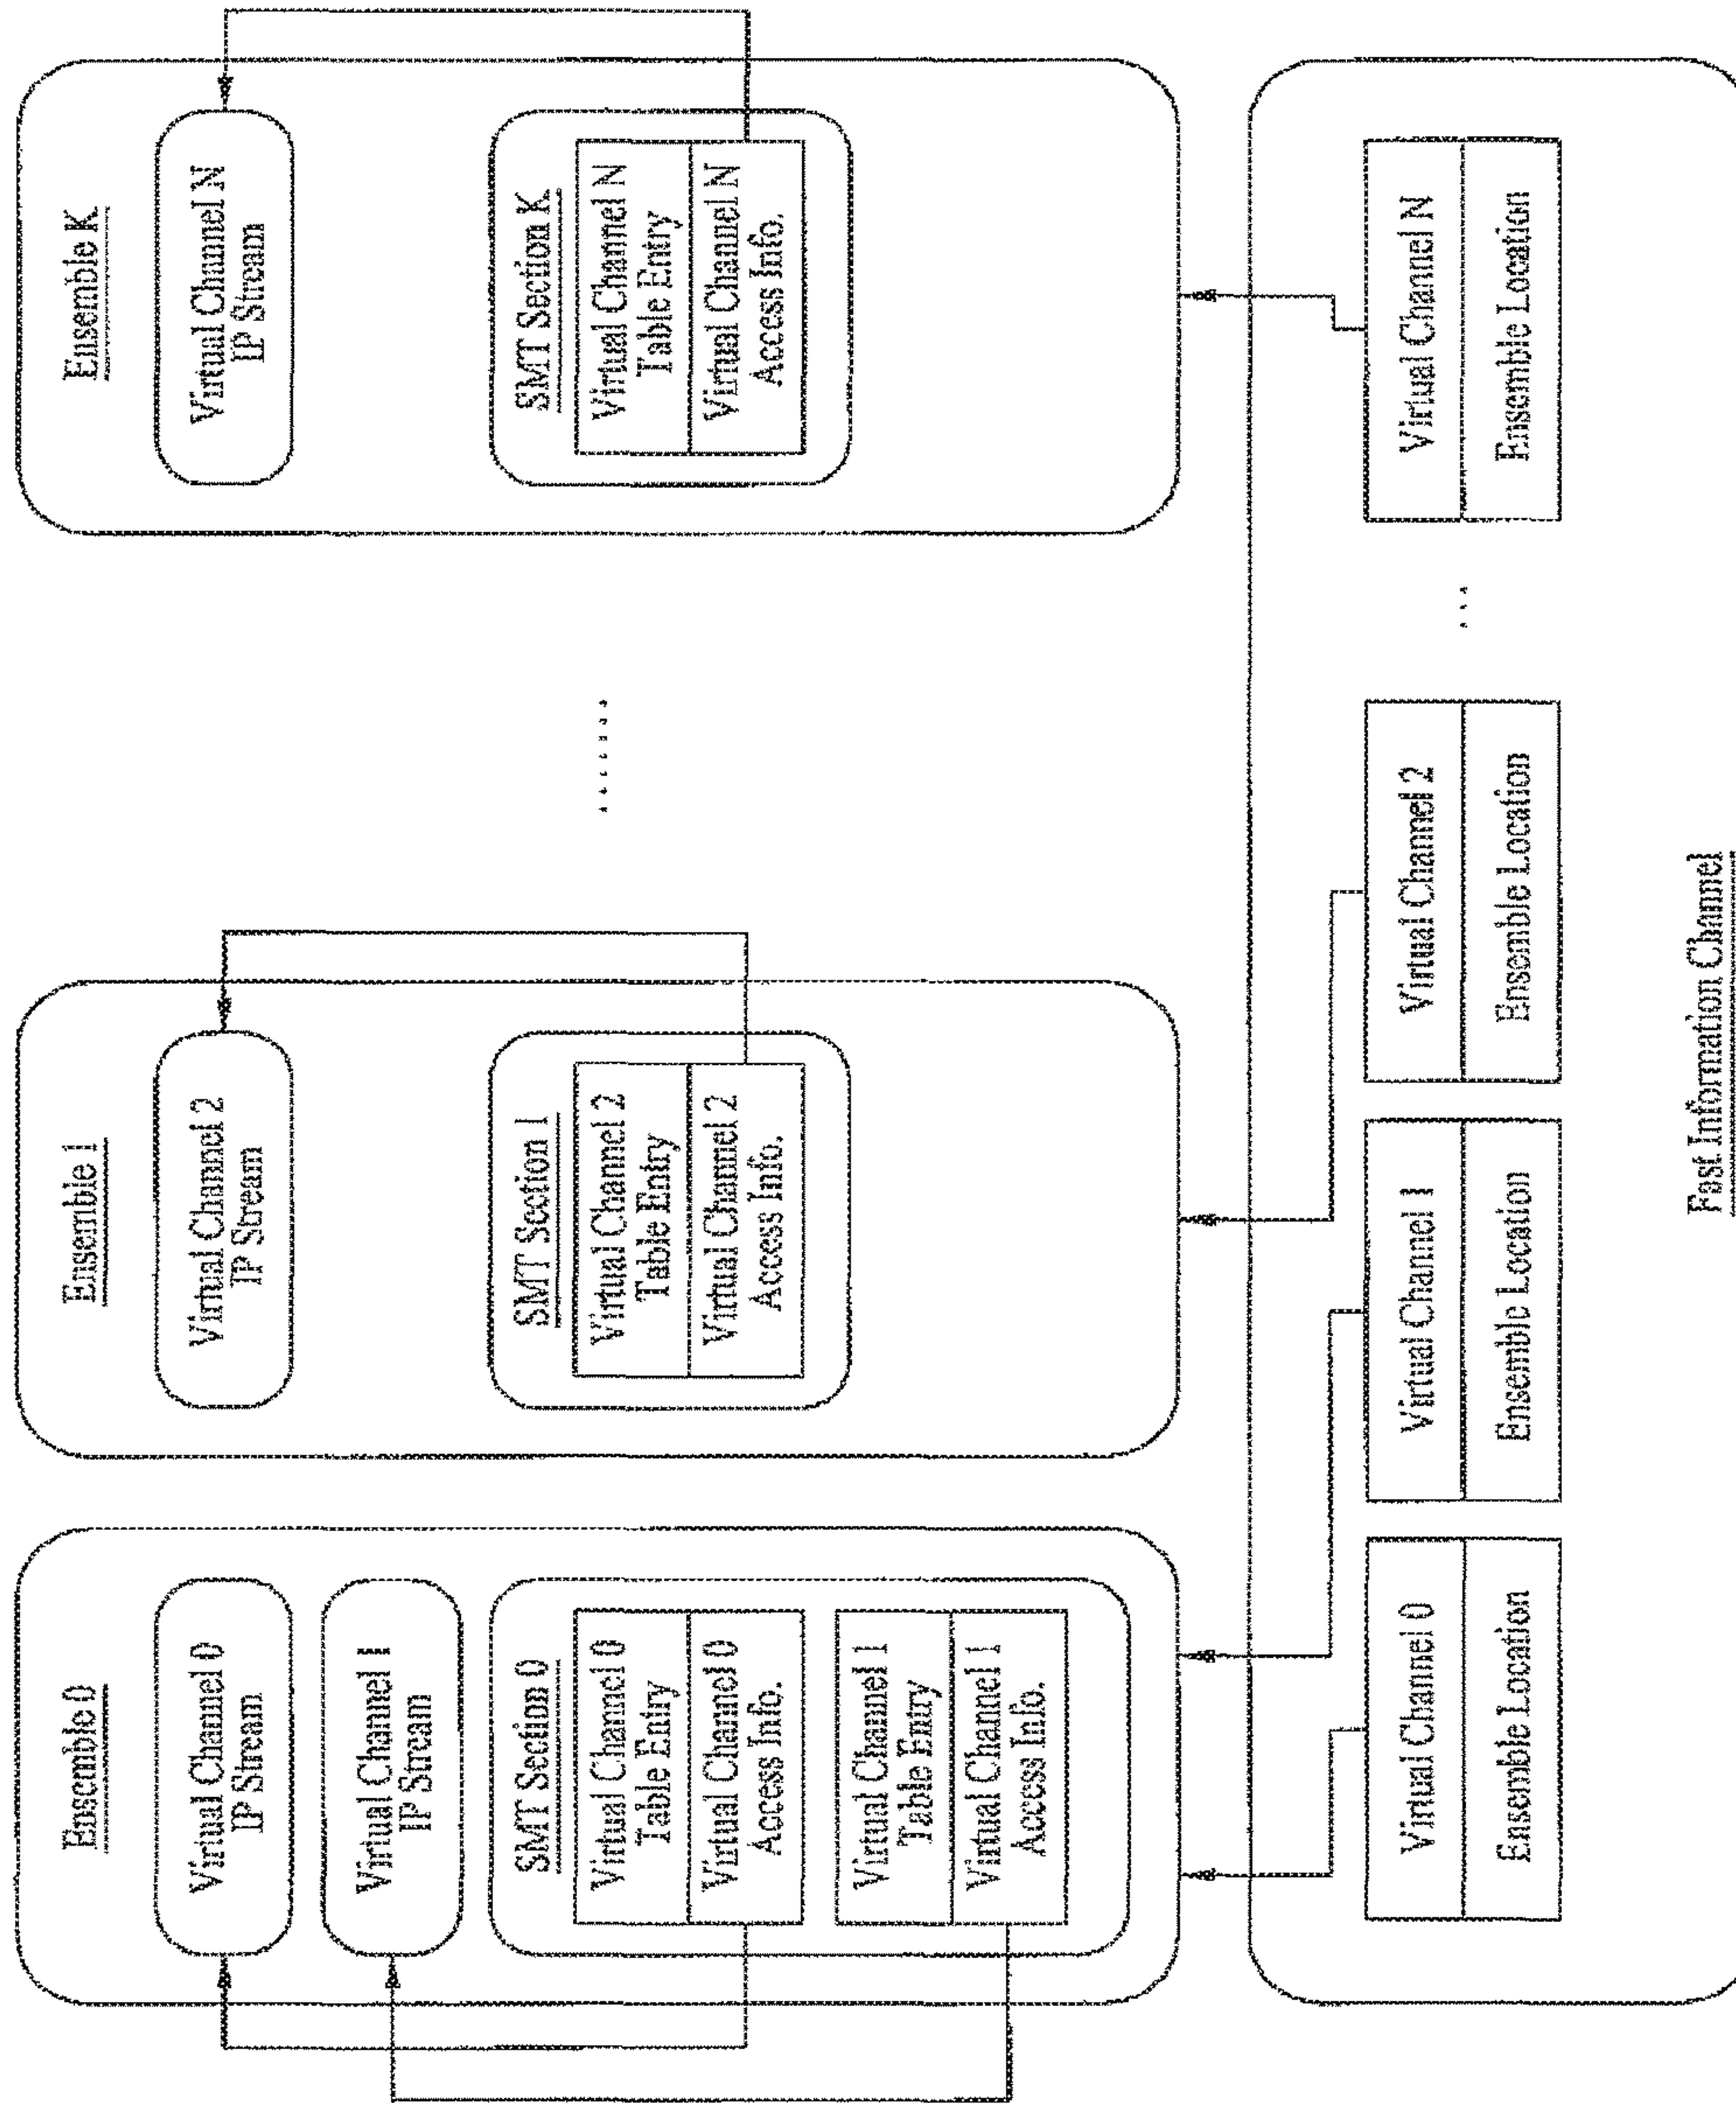 Ensemble 0
Virtual Channel 0
IP Stream
Virtual Channel 1
IP Stream
SMT Section 0
Virtual Channel 0
Table Entry
Virtual Channel 0
Access Info.
Virtual Channel 1
Table Entry
Virtual Channel 1
Access Info.
Ensemble 1
Virtual Channel 2
IP Stream
SMT Section 1
Virtual Channel 2
Table Entry
Virtual Channel 2
Access Info.
........
Ensemble K
Virtual Channel N
IP Stream
SMT Section K
Virtual Channel N
Table Entry
Virtual Channel N
Access Info.
Virtual Channel 0
Ensemble Location
Virtual Channel 1
Ensemble Location
Virtual Channel 2
Ensemble Location
...
Virtual Channel N
Ensemble Location
Fast Information Channel